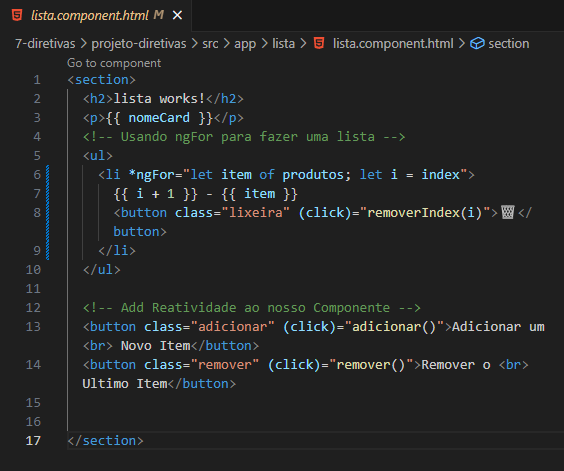 lista.component.html M ×
7-diretivas > projeto-diretivas > src > app > lista > lista.component.html > section
Go to component
1 <section>
2 <h2>lista works!</h2>
3 <p>{{ nomeCard }}</p>
4 <!-- Usando ngFor para fazer uma lista -->
5 <ul>
6 <li *ngFor="let item of produtos; let i = index">
7 {{ i + 1 }} - {{ item }}
8 <button class="lixeira" (click)="removerIndex(i)">🗑</
button>
9 </li>
10 </ul>
11
12 <!-- Add Reatividade ao nosso Componente -->
13 <button class="adicionar" (click)="adicionar()">Adicionar um
<br> Novo Item</button>
14 <button class="remover" (click)="remover()">Remover o <br>
Ultimo Item</button>
15
16
17 </section>